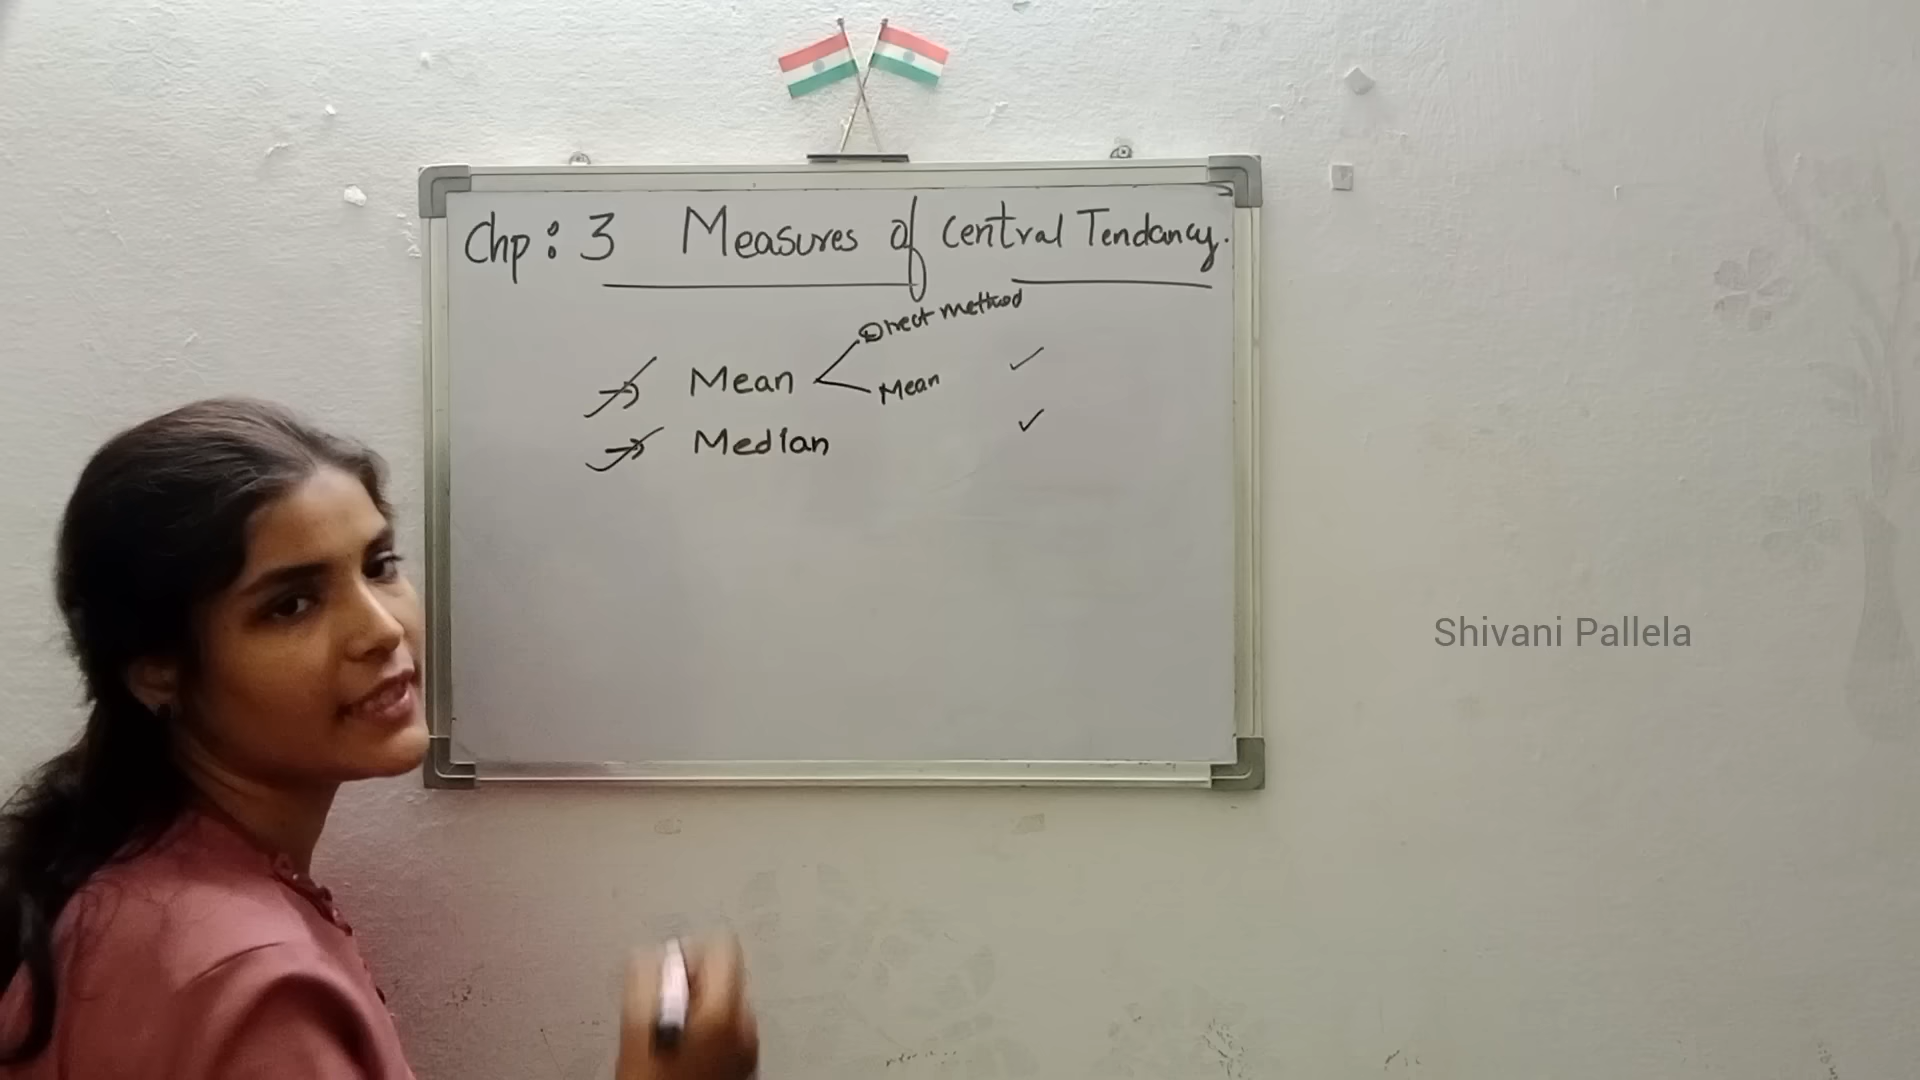 Chp: 3 Measures of Central Tendancy.
Direct method
Mean
Mean
Median
Shivani Pallela